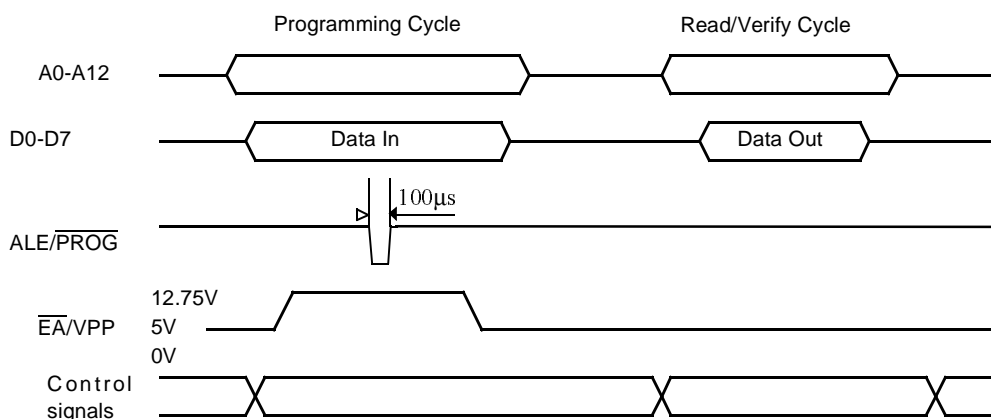 Programming Cycle Read/Verify Cycle
A0-A12
D0-D7 Data In Data Out
100μs
ALE/PROG
12.75V
EA/VPP 5V
0V
Control
signals